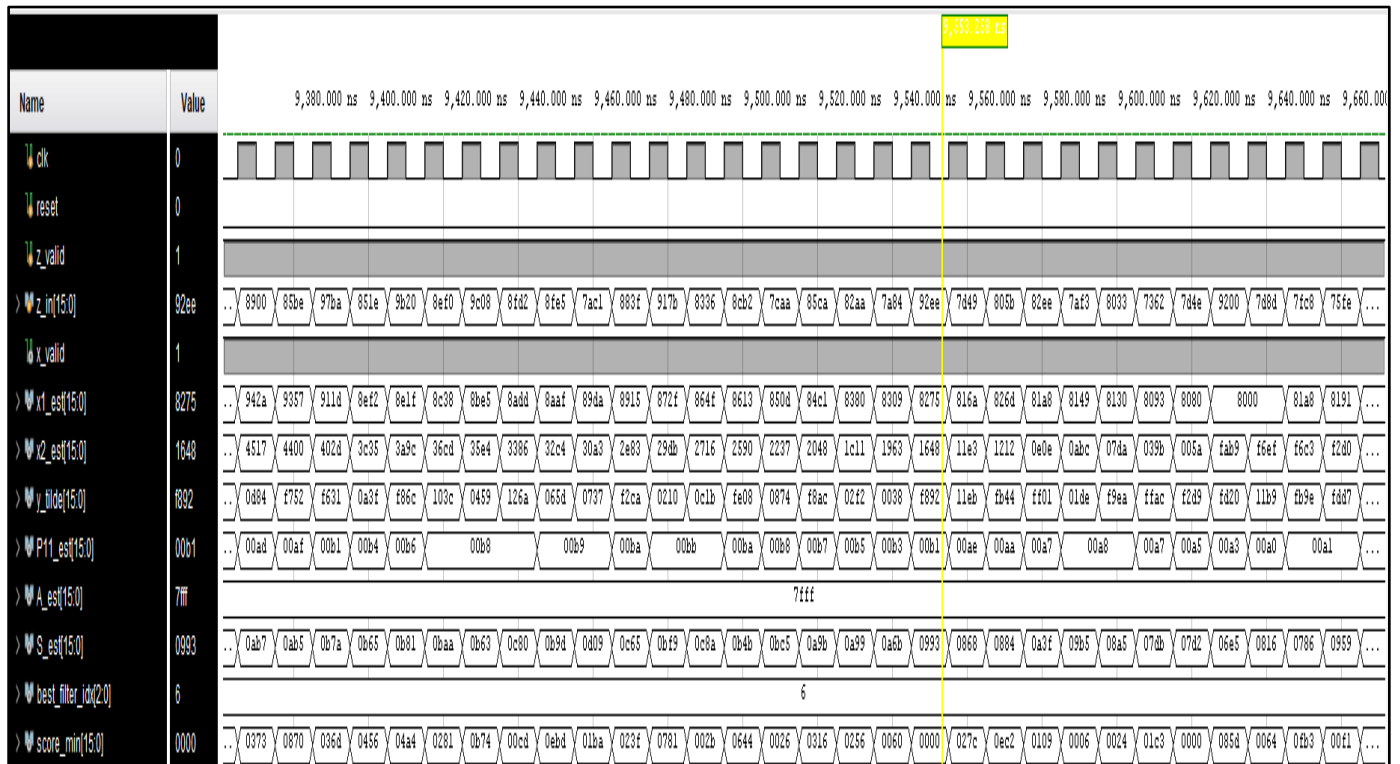 9,553.268 ns
Name Value 9,380.000 ns 9,400.000 ns 9,420.000 ns 9,440.000 ns 9,460.000 ns 9,480.000 ns 9,500.000 ns 9,520.000 ns 9,540.000 ns 9,560.000 ns 9,580.000 ns 9,600.000 ns 9,620.000 ns 9,640.000 ns 9,660.00
clk 0
reset 0
z_valid 1
z_in[15:0] 92ee .. 8900 85be 97ba 851e 9b20 8ef0 9c08 8fd2 8fe5 7ac1 883f 917b 8336 8cb2 7caa 85ca 82aa 7a84 92ee 7d49 805b 82ee 7af3 8033 7362 7d4e 9200 7d8d 7fc8 75fe ...
x_valid 1
x1_est[15:0] 8275 .. 942a 9357 911d 8ef2 8e1f 8c38 8be5 8add 8aaf 89da 8915 872f 864f 8613 850d 84c1 8380 8309 8275 816a 826d 81a8 8149 8130 8093 8080 8000 81a8 8191 ...
x2_est[15:0] 1648 .. 4517 4400 402d 3c35 3a9c 36cd 35e4 3386 32c4 30a3 2e83 29db 2716 2590 2237 2048 1c11 1963 1648 11e3 1212 0e0e 0abc 07da 039b 005a fab9 f6ef f6c3 f2d0 ...
y_tilde[15:0] f892 .. 0d84 f752 f631 0a3f f86c 103c 0459 126a 065d 0737 f2ca 0210 0c1b fe08 0874 f8ac 02f2 0038 f892 11eb fb44 ff01 01de f9ea ffac f2d9 fd20 11b9 fb9e fdd7 ...
P11_est[15:0] 00b1 .. 00ad 00af 00b1 00b4 00b6 00b8 00b9 00ba 00bb 00ba 00b8 00b7 00b5 00b3 00b1 00ae 00aa 00a7 00a8 00a7 00a5 00a3 00a0 00a1 ...
A_est[15:0] 7fff 7fff
S_est[15:0] 0993 .. 0ab7 0ab5 0b7a 0b65 0b81 0baa 0b63 0c80 0b9d 0d09 0c65 0bf9 0c8a 0b4b 0bc5 0a9b 0a99 0a6b 0993 0868 0884 0a3f 09b5 08a5 07db 07d2 06e5 0816 0786 0959 ...
best_filter_idx[2:0] 6 6
score_min[15:0] 0000 .. 0373 0870 036d 0456 04a4 0281 0b74 00cd 0ebd 01ba 023f 0781 002b 0644 0026 0316 0256 0060 0000 027c 0ec2 0109 0006 0024 01c3 0000 085d 0064 0fb3 00f1 ...